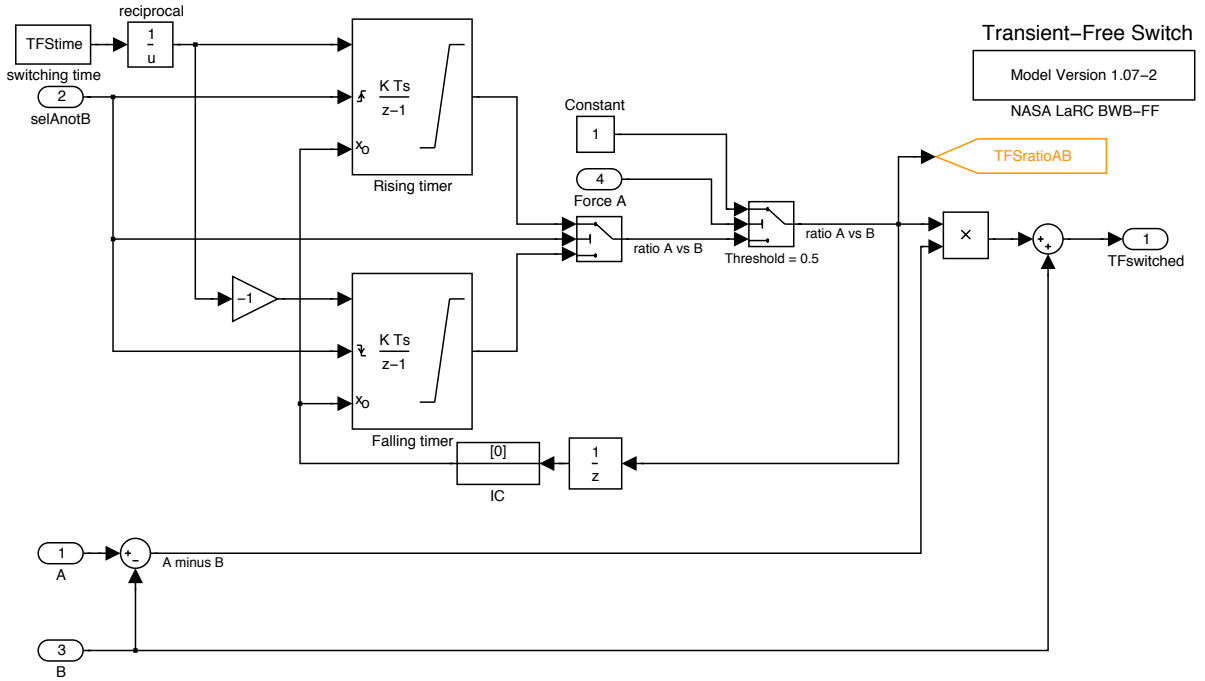 reciprocal
TFStime
1
u
switching time
2
selAnotB
K Ts
z−1
x0
Rising timer
Constant
1
4
Force A
Transient−Free Switch
Model Version 1.07−2
NASA LaRC BWB−FF
TFSratioAB
ratio A vs B
Threshold = 0.5
ratio A vs B
×
+
+
1
TFswitched
−1
K Ts
z−1
x0
Falling timer
[0]
IC
1
z
1
A
+
−
A minus B
3
B